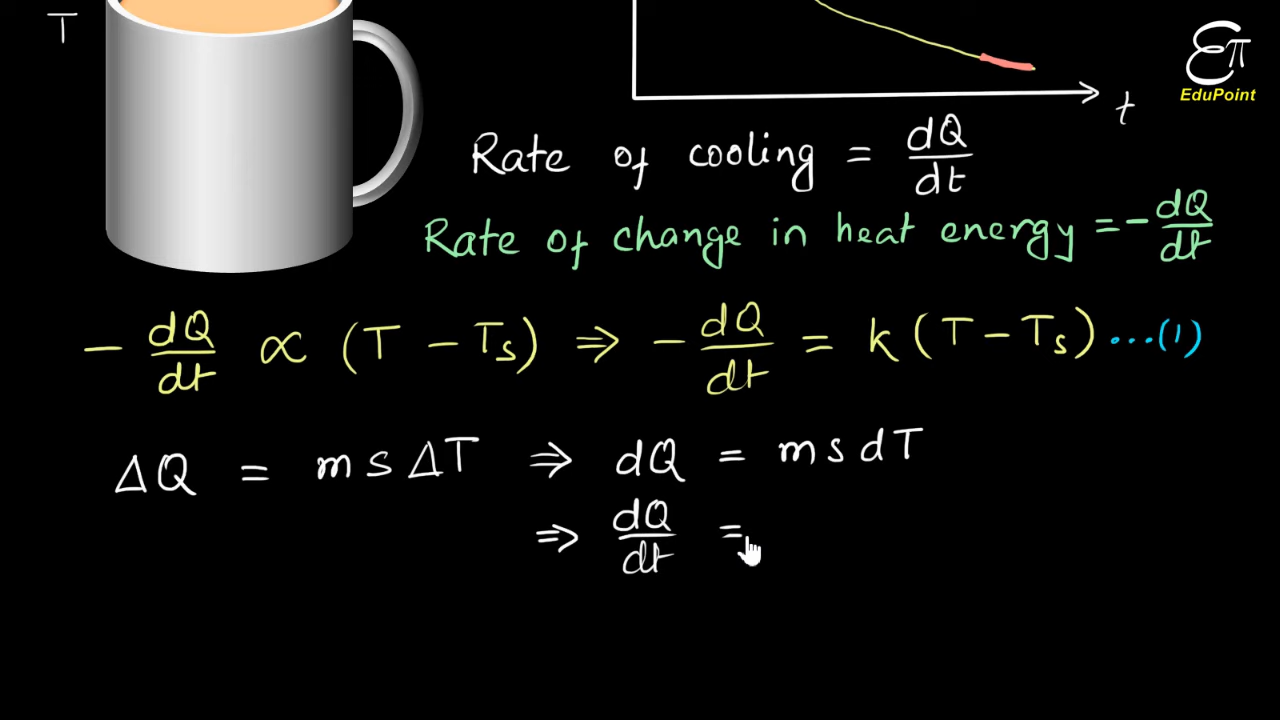 T
επ
EduPoint
t
Rate of cooling = dQ/dt
Rate of change in heat energy = - dQ/dt
- dQ/dt ∝ (T - Ts) ⇒ - dQ/dt = k (T - Ts) ...(1)
ΔQ = m s ΔT ⇒ dQ = m s dT
⇒ dQ/dt =